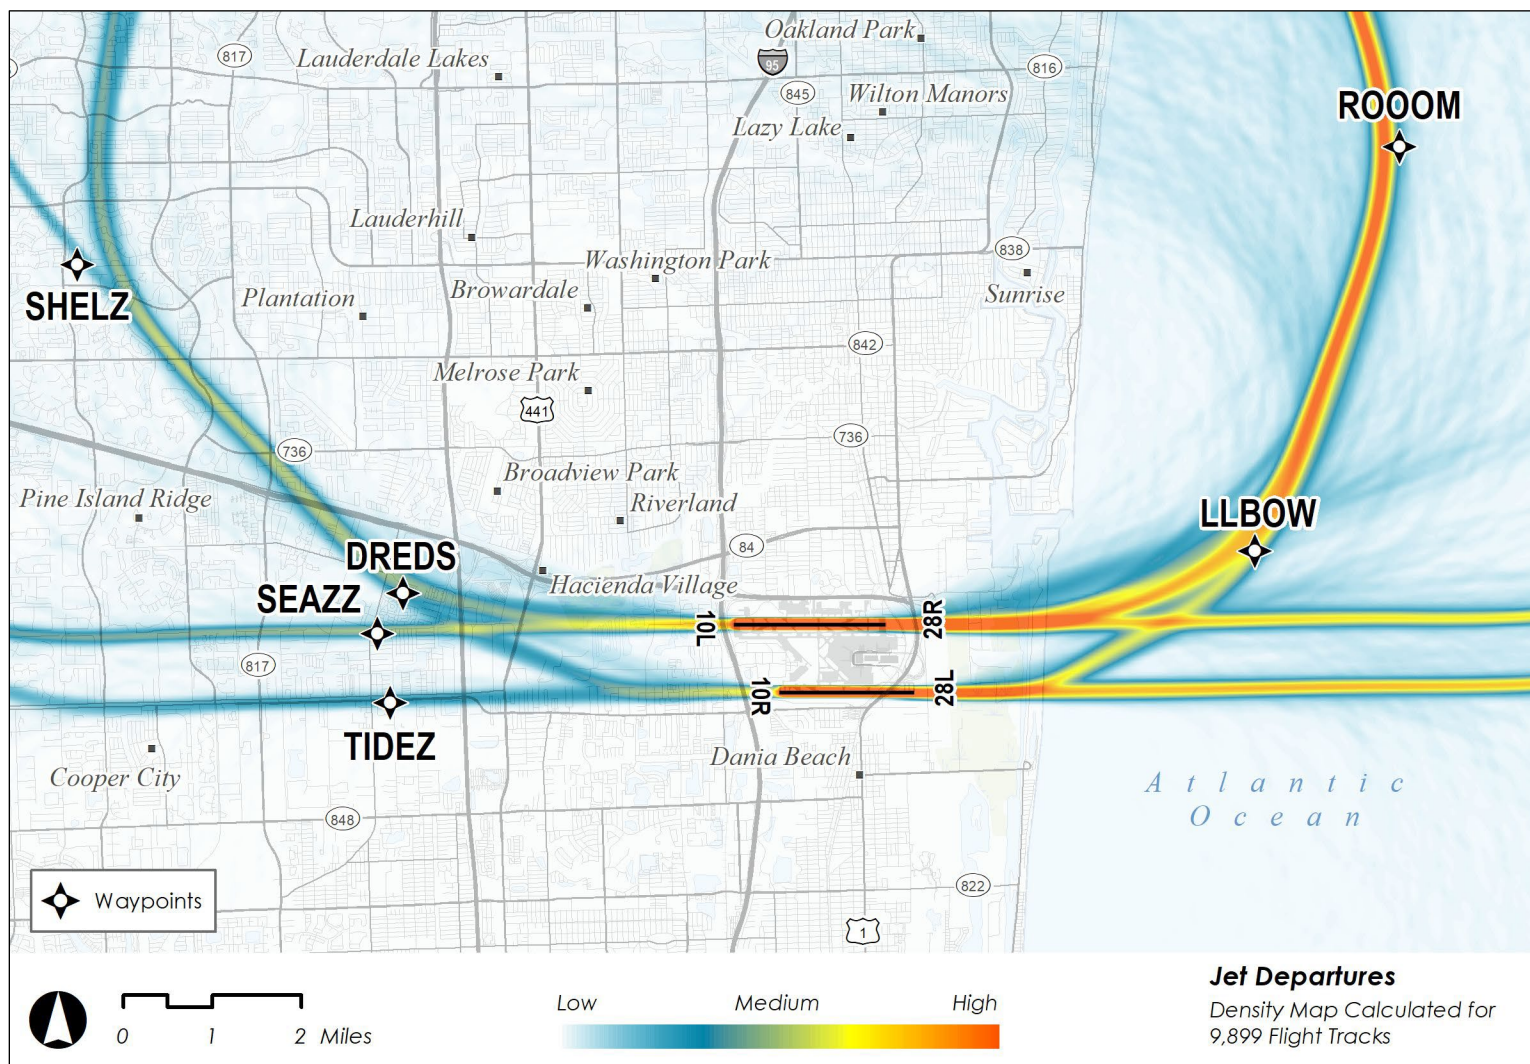 Oakland Park
817
Lauderdale Lakes
95
816
845
Wilton Manors
ROOOM
Lazy Lake
Lauderhill
838
Washington Park
SHELZ
Plantation
Browardale
Sunrise
842
Melrose Park
441
736
736
Broadview Park
Pine Island Ridge
Riverland
LLBOW
84
DREDS
Hacienda Village
SEAZZ
10L
28R
817
10R
28L
TIDEZ
Dania Beach
Cooper City
Atlantic
Ocean
848
822
Waypoints
1
Jet Departures
Low Medium High
Density Map Calculated for
9,899 Flight Tracks
0 1 2 Miles